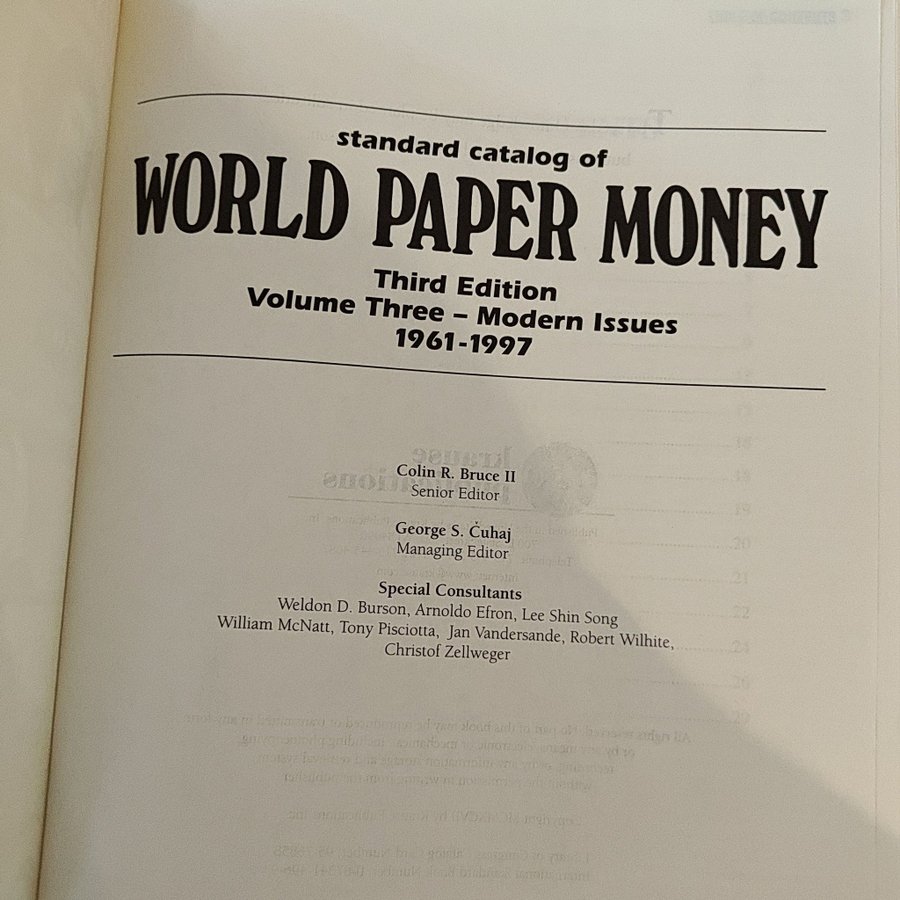 standard catalog of
WORLD PAPER MONEY
Third Edition
Volume Three – Modern Issues
1961-1997
Colin R. Bruce II
Senior Editor
George S. Ċuhaj
Managing Editor
Special Consultants
Weldon D. Burson, Arnoldo Efron, Lee Shin Song
William McNatt, Tony Pisciotta, Jan Vandersande, Robert Wilhite,
Christof Zellweger